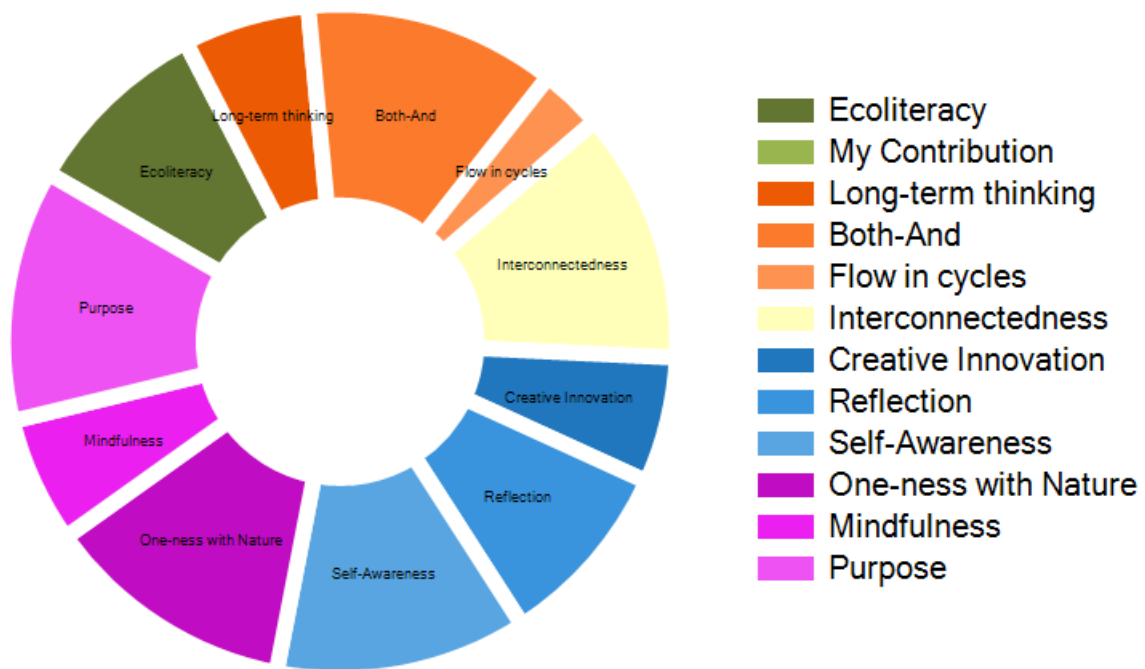 Long-term thinking
Both-And
Flow in cycles
Ecoliteracy
Interconnectedness
Purpose
Creative Innovation
Mindfulness
Reflection
One-ness with Nature
Self-Awareness
Ecoliteracy
My Contribution
Long-term thinking
Both-And
Flow in cycles
Interconnectedness
Creative Innovation
Reflection
Self-Awareness
One-ness with Nature
Mindfulness
Purpose